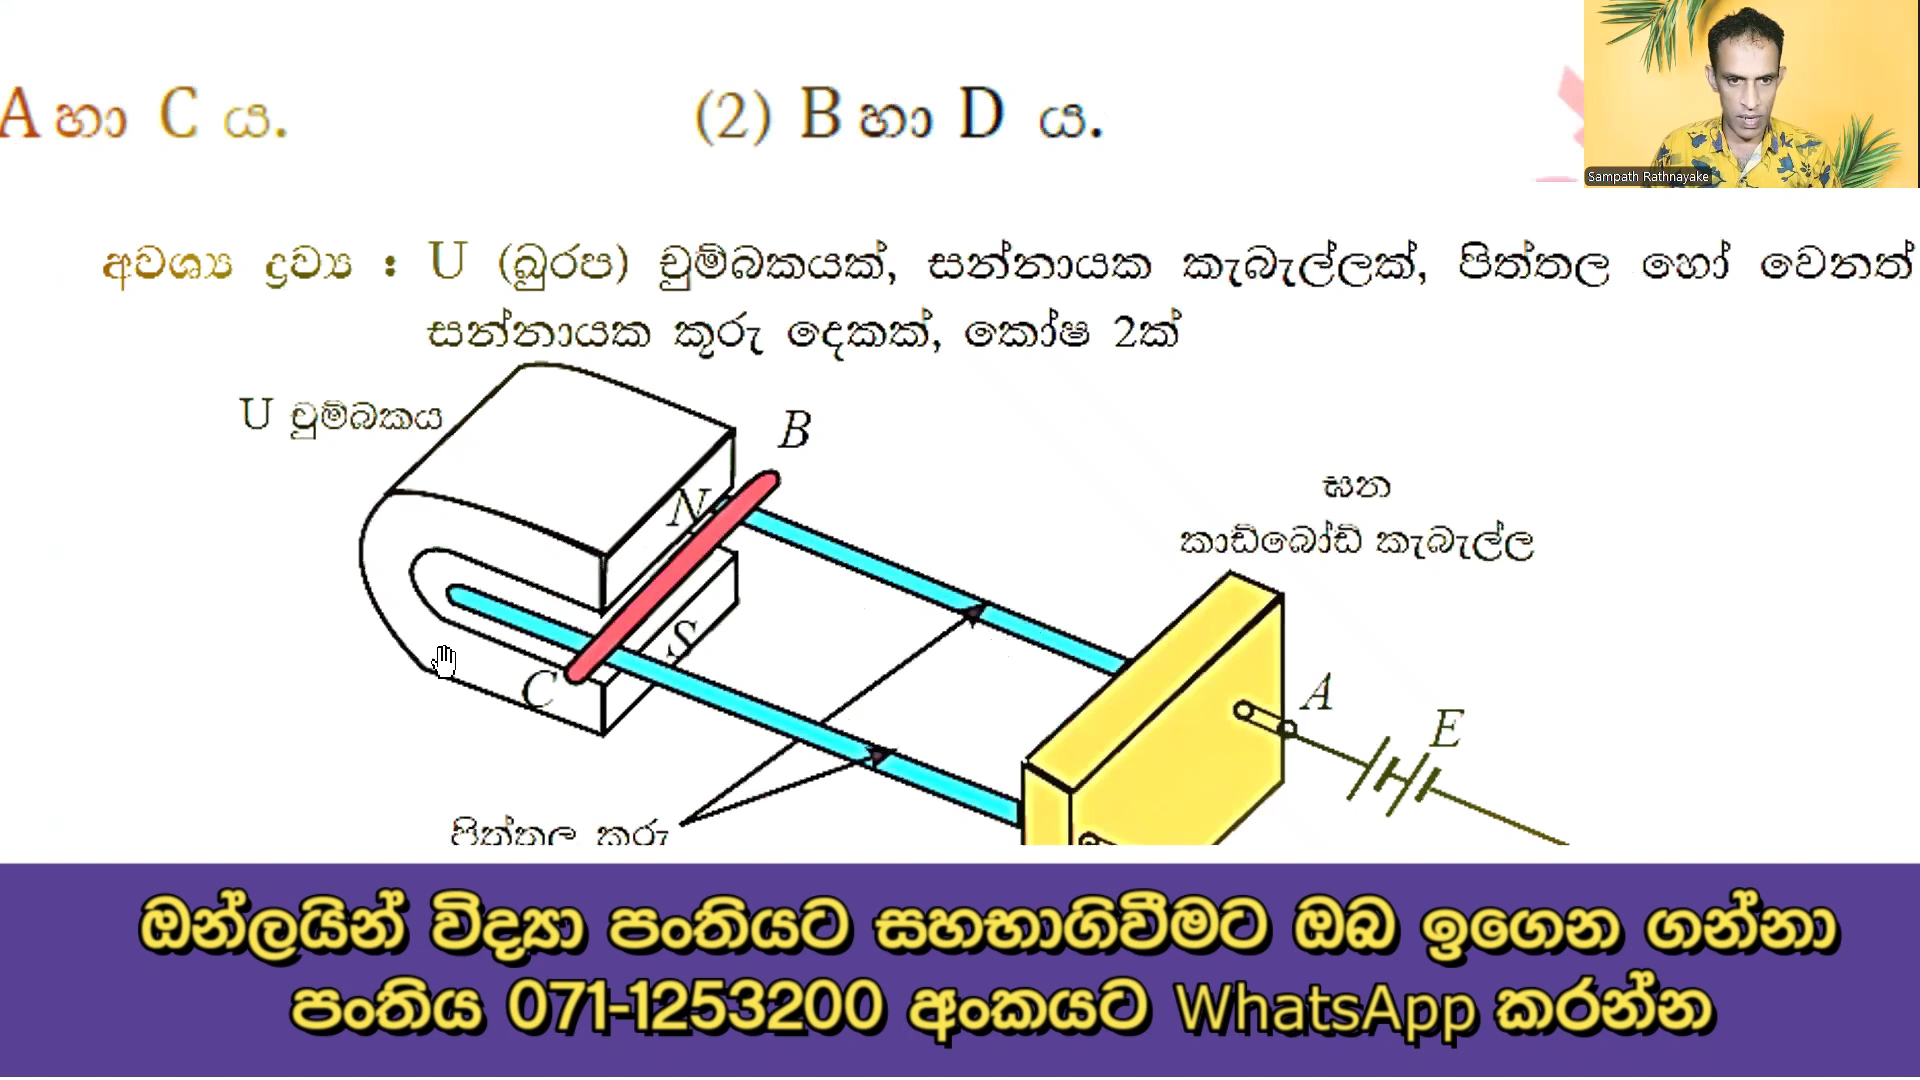 A හා C ය.
(2) B හා D ය.
Sampath Rathnayake
අවශ්‍ය ද්‍රව්‍ය : U (බුරප) චුම්බකයක්, සන්නායක කැබැල්ලක්, පිත්තල හෝ වෙනත්
සන්නායක කූරු දෙකක්, කෝෂ 2ක්
U චුම්බකය
B
N
ඝන
කාඩ්බෝඩ් කැබැල්ල
S
C
A
E
පිත්තල කූරු
ඔන්ලයින් විද්‍යා පංතියට සහභාගිවීමට ඔබ ඉගෙන ගන්නා
පංතිය 071-1253200 අංකයට WhatsApp කරන්න